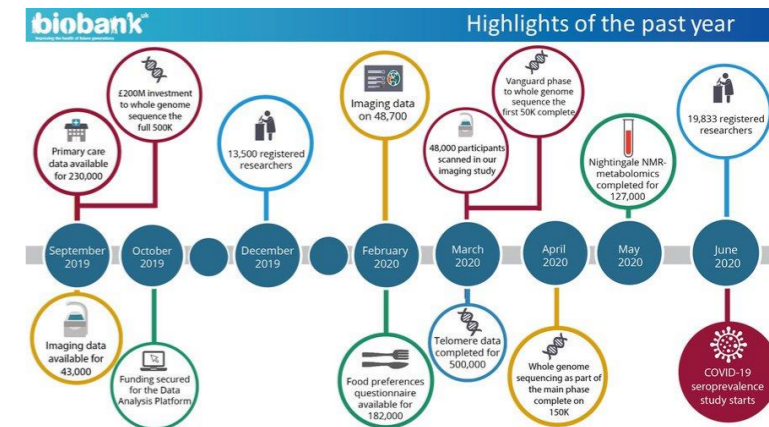 biobank uk
Improving the health of future generations
Highlights of the past year
£200M investment
to whole genome
sequence the
full 500K
Primary care
data available
for 230,000
13,500 registered
researchers
Imaging data
on 48,700
48,000 participants
scanned in our
imaging study
Vanguard phase
to whole genome
sequence the
first 50K complete
Nightingale NMR-
metabolomics
completed for
127,000
19,833 registered
researchers
September
2019
October
2019
December
2019
February
2020
March
2020
April
2020
May
2020
June
2020
Imaging data
available for
43,000
Funding secured
for the Data
Analysis Platform
Food preferences
questionnaire
available for
182,000
Telomere data
completed for
500,000
Whole genome
sequencing as part of
the main phase
complete on
150K
COVID-19
seroprevalence
study starts